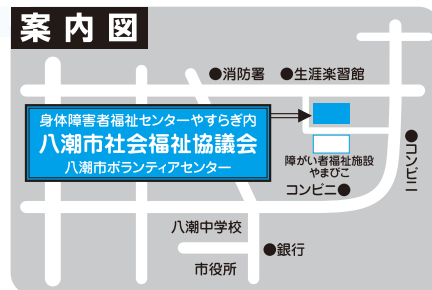 案内図
●消防署
●生涯楽習館
身体障害者福祉センターやすらぎ内
八潮市社会福祉協議会
八潮市ボランティアセンター
障がい者福祉施設
やまびこ
●コンビニ
コンビニ●
八潮中学校
●銀行
市役所